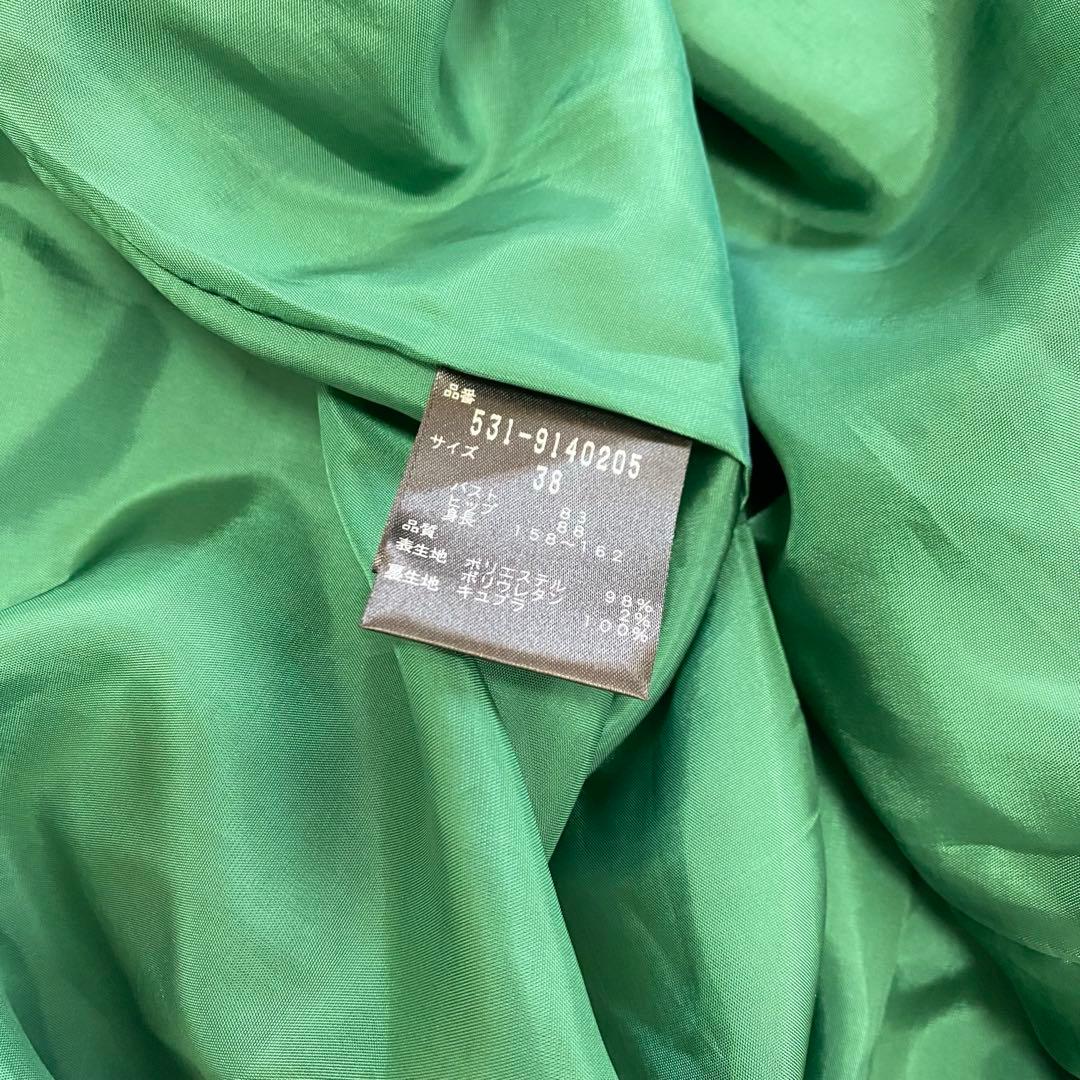 品番
531-9140205
サイズ 38
バスト 83
ヒップ 88
身長 158～162
品質
表生地 ポリエステル 98%
ポリウレタン 2%
裏生地 キュプラ 100%